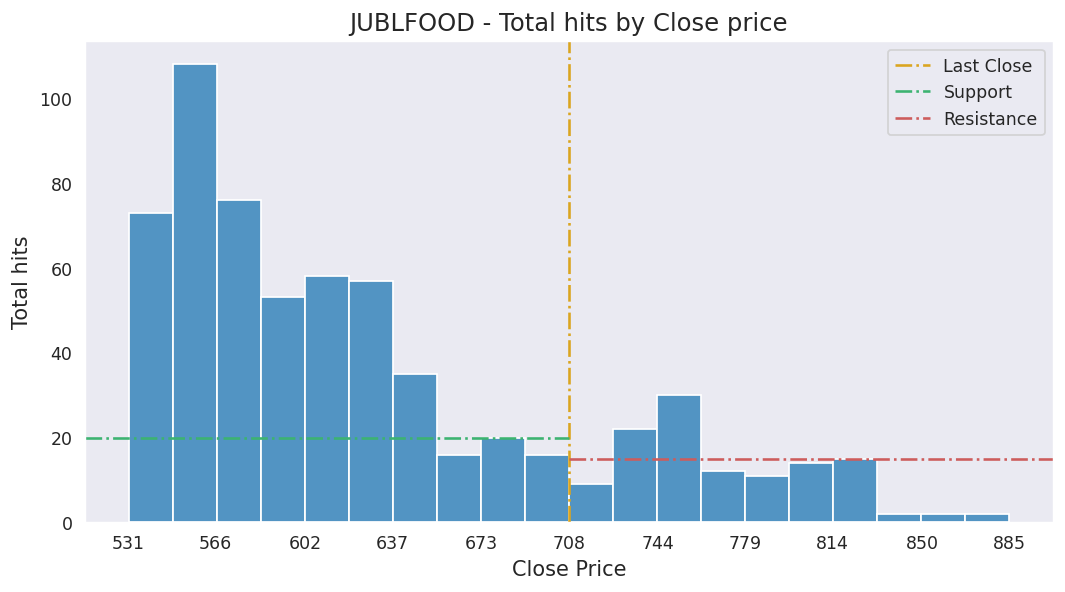 JUBLFOOD - Total hits by Close price
Last Close
Support
Resistance
Total hits
100
80
60
40
20
0
531 566 602 637 673 708 744 779 814 850 885
Close Price